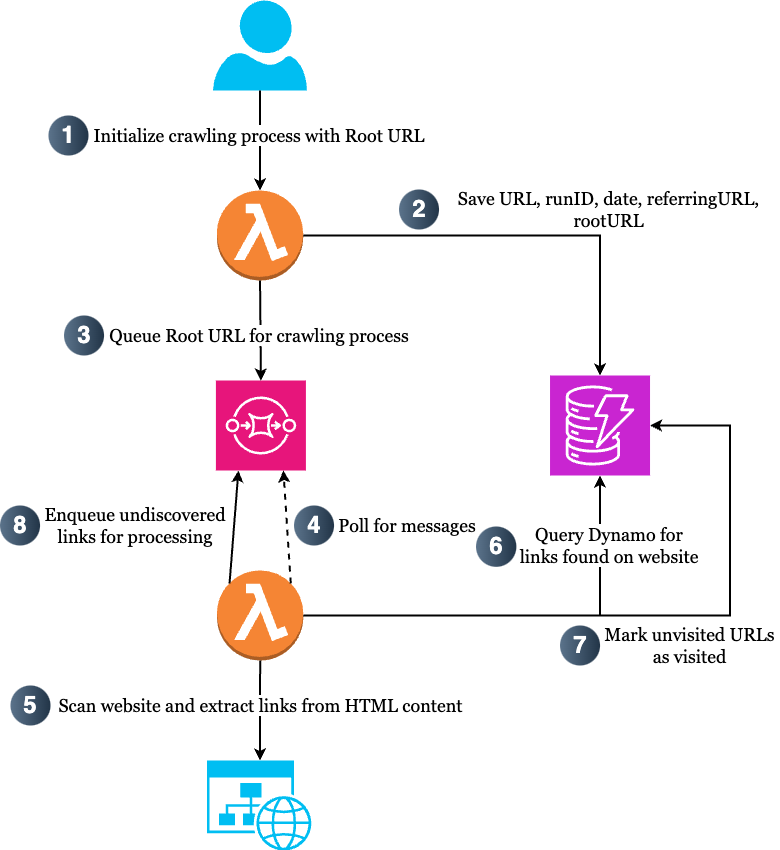 1 Initialize crawling process with Root URL
2 Save URL, runID, date, referringURL,
rootURL
3 Queue Root URL for crawling process
8 Enqueue undiscovered
links for processing
4 Poll for messages
6 Query Dynamo for
links found on website
7 Mark unvisited URLs
as visited
5 Scan website and extract links from HTML content